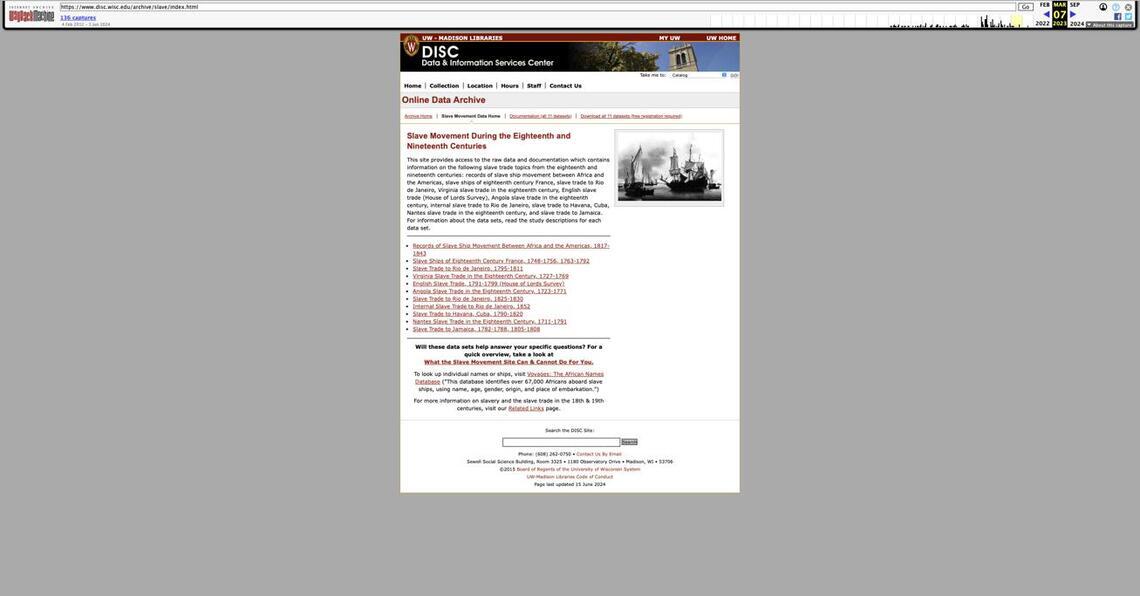 INTERNET ARCHIVE
WayBack Machine
https://www.disc.wisc.edu/archive/slave/index.html
Go
FEB MAR SEP
136 captures
07
4 Feb 2012 – 3 Jun 2024
2022 2023 2024
About this capture
UW - MADISON LIBRARIES MY UW UW HOME
DISC
Data & Information Services Center
Take me to: Catalog GO!
Home | Collection | Location | Hours | Staff | Contact Us
Online Data Archive
Archive Home | Slave Movement Data Home | Documentation (all 11 datasets) | Download all 11 datasets (free registration required)
Slave Movement During the Eighteenth and
Nineteenth Centuries
This site provides access to the raw data and documentation which contains
information on the following slave trade topics from the eighteenth and
nineteenth centuries: records of slave ship movement between Africa and
the Americas, slave ships of eighteenth century France, slave trade to Rio
de Janeiro, Virginia slave trade in the eighteenth century, English slave
trade (House of Lords Survey), Angola slave trade in the eighteenth
century, internal slave trade to Rio de Janeiro, slave trade to Havana, Cuba,
Nantes slave trade in the eighteenth century, and slave trade to Jamaica.
For information about the data sets, read the study descriptions for each
data set.
Records of Slave Ship Movement Between Africa and the Americas, 1817-
1843
Slave Ships of Eighteenth Century France, 1748-1756, 1763-1792
Slave Trade to Rio de Janeiro, 1795-1811
Virginia Slave Trade in the Eighteenth Century, 1727-1769
English Slave Trade, 1791-1799 (House of Lords Survey)
Angola Slave Trade in the Eighteenth Century, 1723-1771
Slave Trade to Rio de Janeiro, 1825-1830
Internal Slave Trade to Rio de Janeiro, 1852
Slave Trade to Havana, Cuba, 1790-1820
Nantes Slave Trade in the Eighteenth Century, 1711-1791
Slave Trade to Jamaica, 1782-1788, 1805-1808
Will these data sets help answer your specific questions? For a
quick overview, take a look at
What the Slave Movement Site Can & Cannot Do For You.
To look up individual names or ships, visit Voyages: The African Names
Database ("This database identifies over 67,000 Africans aboard slave
ships, using name, age, gender, origin, and place of embarkation.")
For more information on slavery and the slave trade in the 18th & 19th
centuries, visit our Related Links page.
Search the DISC Site:
Search
Phone: (608) 262-0750 • Contact Us By Email
Sewell Social Science Building, Room 3325 • 1180 Observatory Drive • Madison, WI • 53706
©2015 Board of Regents of the University of Wisconsin System
UW-Madison Libraries Code of Conduct
Page last updated 15 June 2024